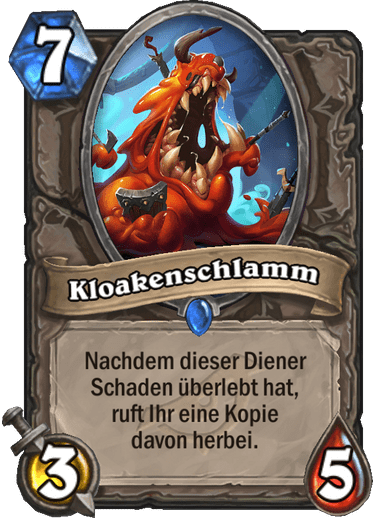 7
Kloakenschlamm
Nachdem dieser Diener
Schaden überlebt hat,
ruft Ihr eine Kopie
davon herbei.
3
5